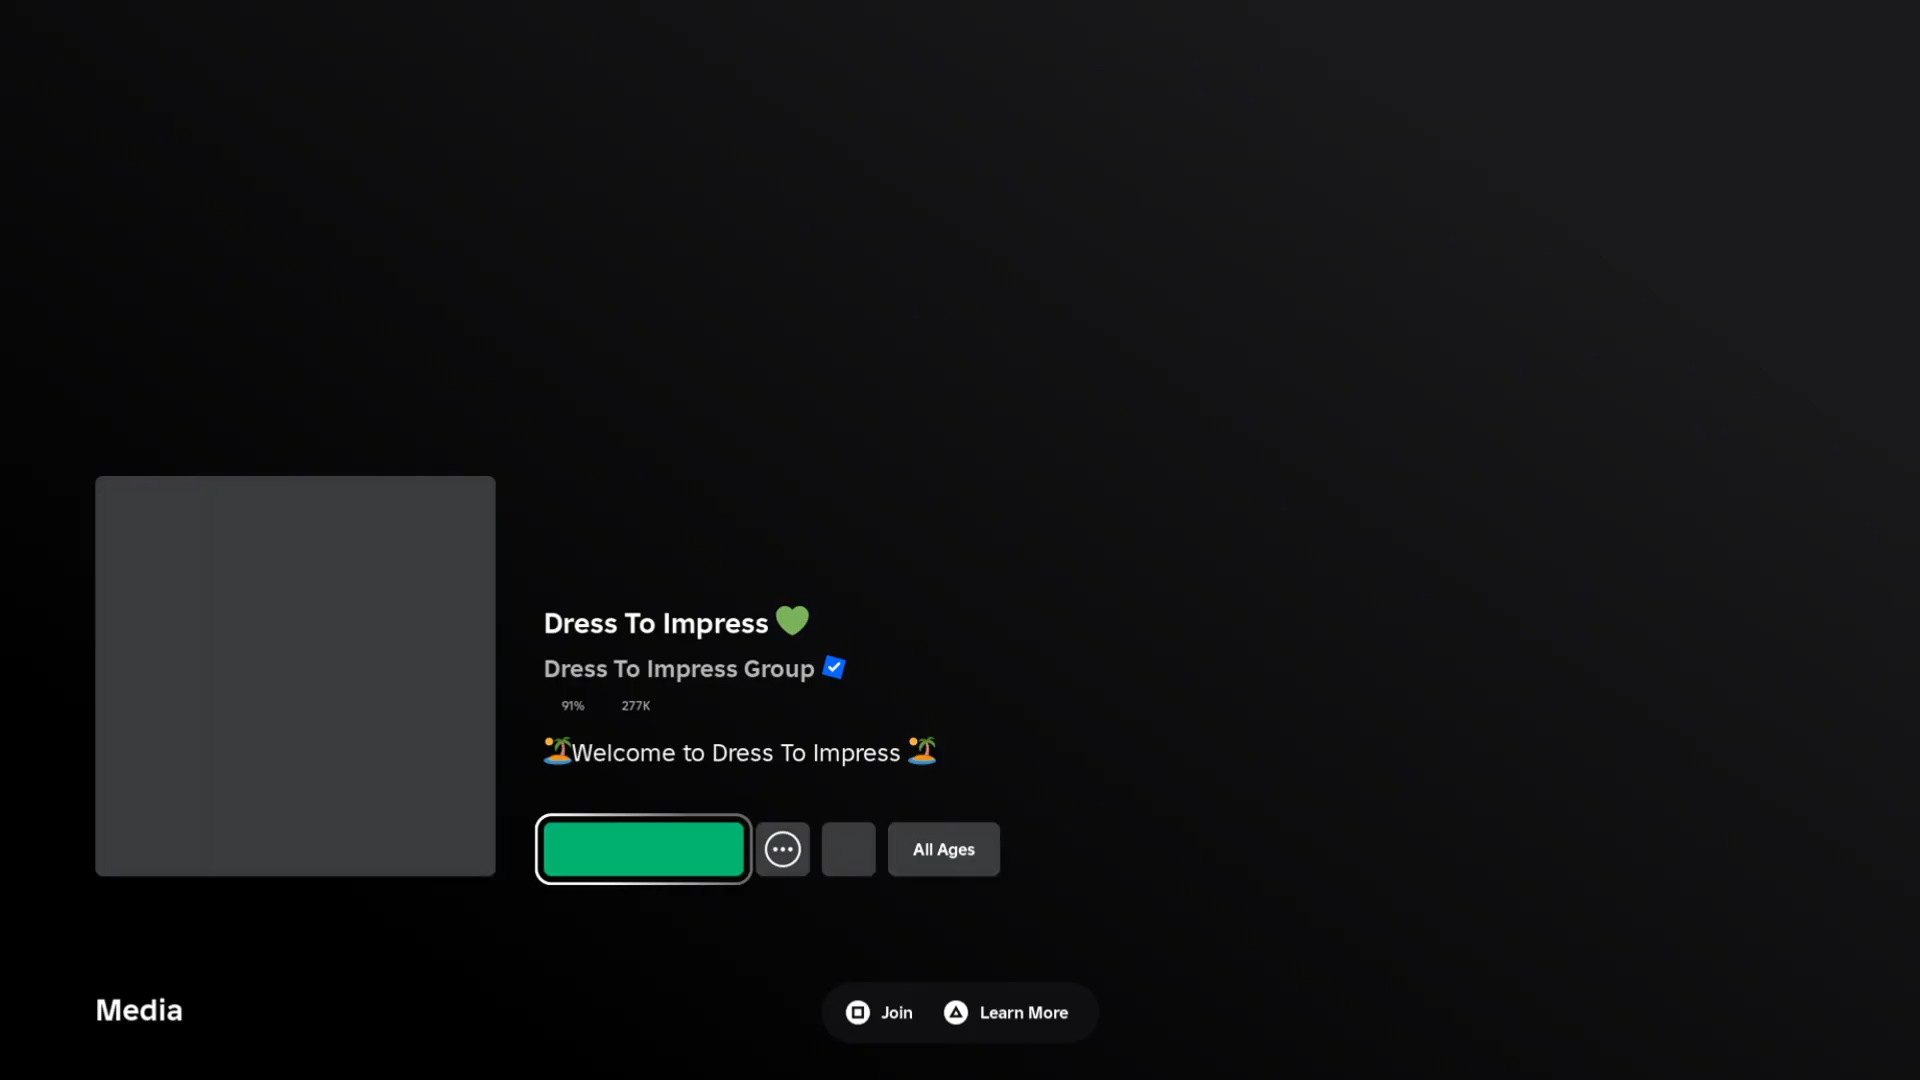 Dress To Impress 💚
Dress To Impress Group
91% 277K
🏝️Welcome to Dress To Impress 🏝️
All Ages
Media
Join Learn More